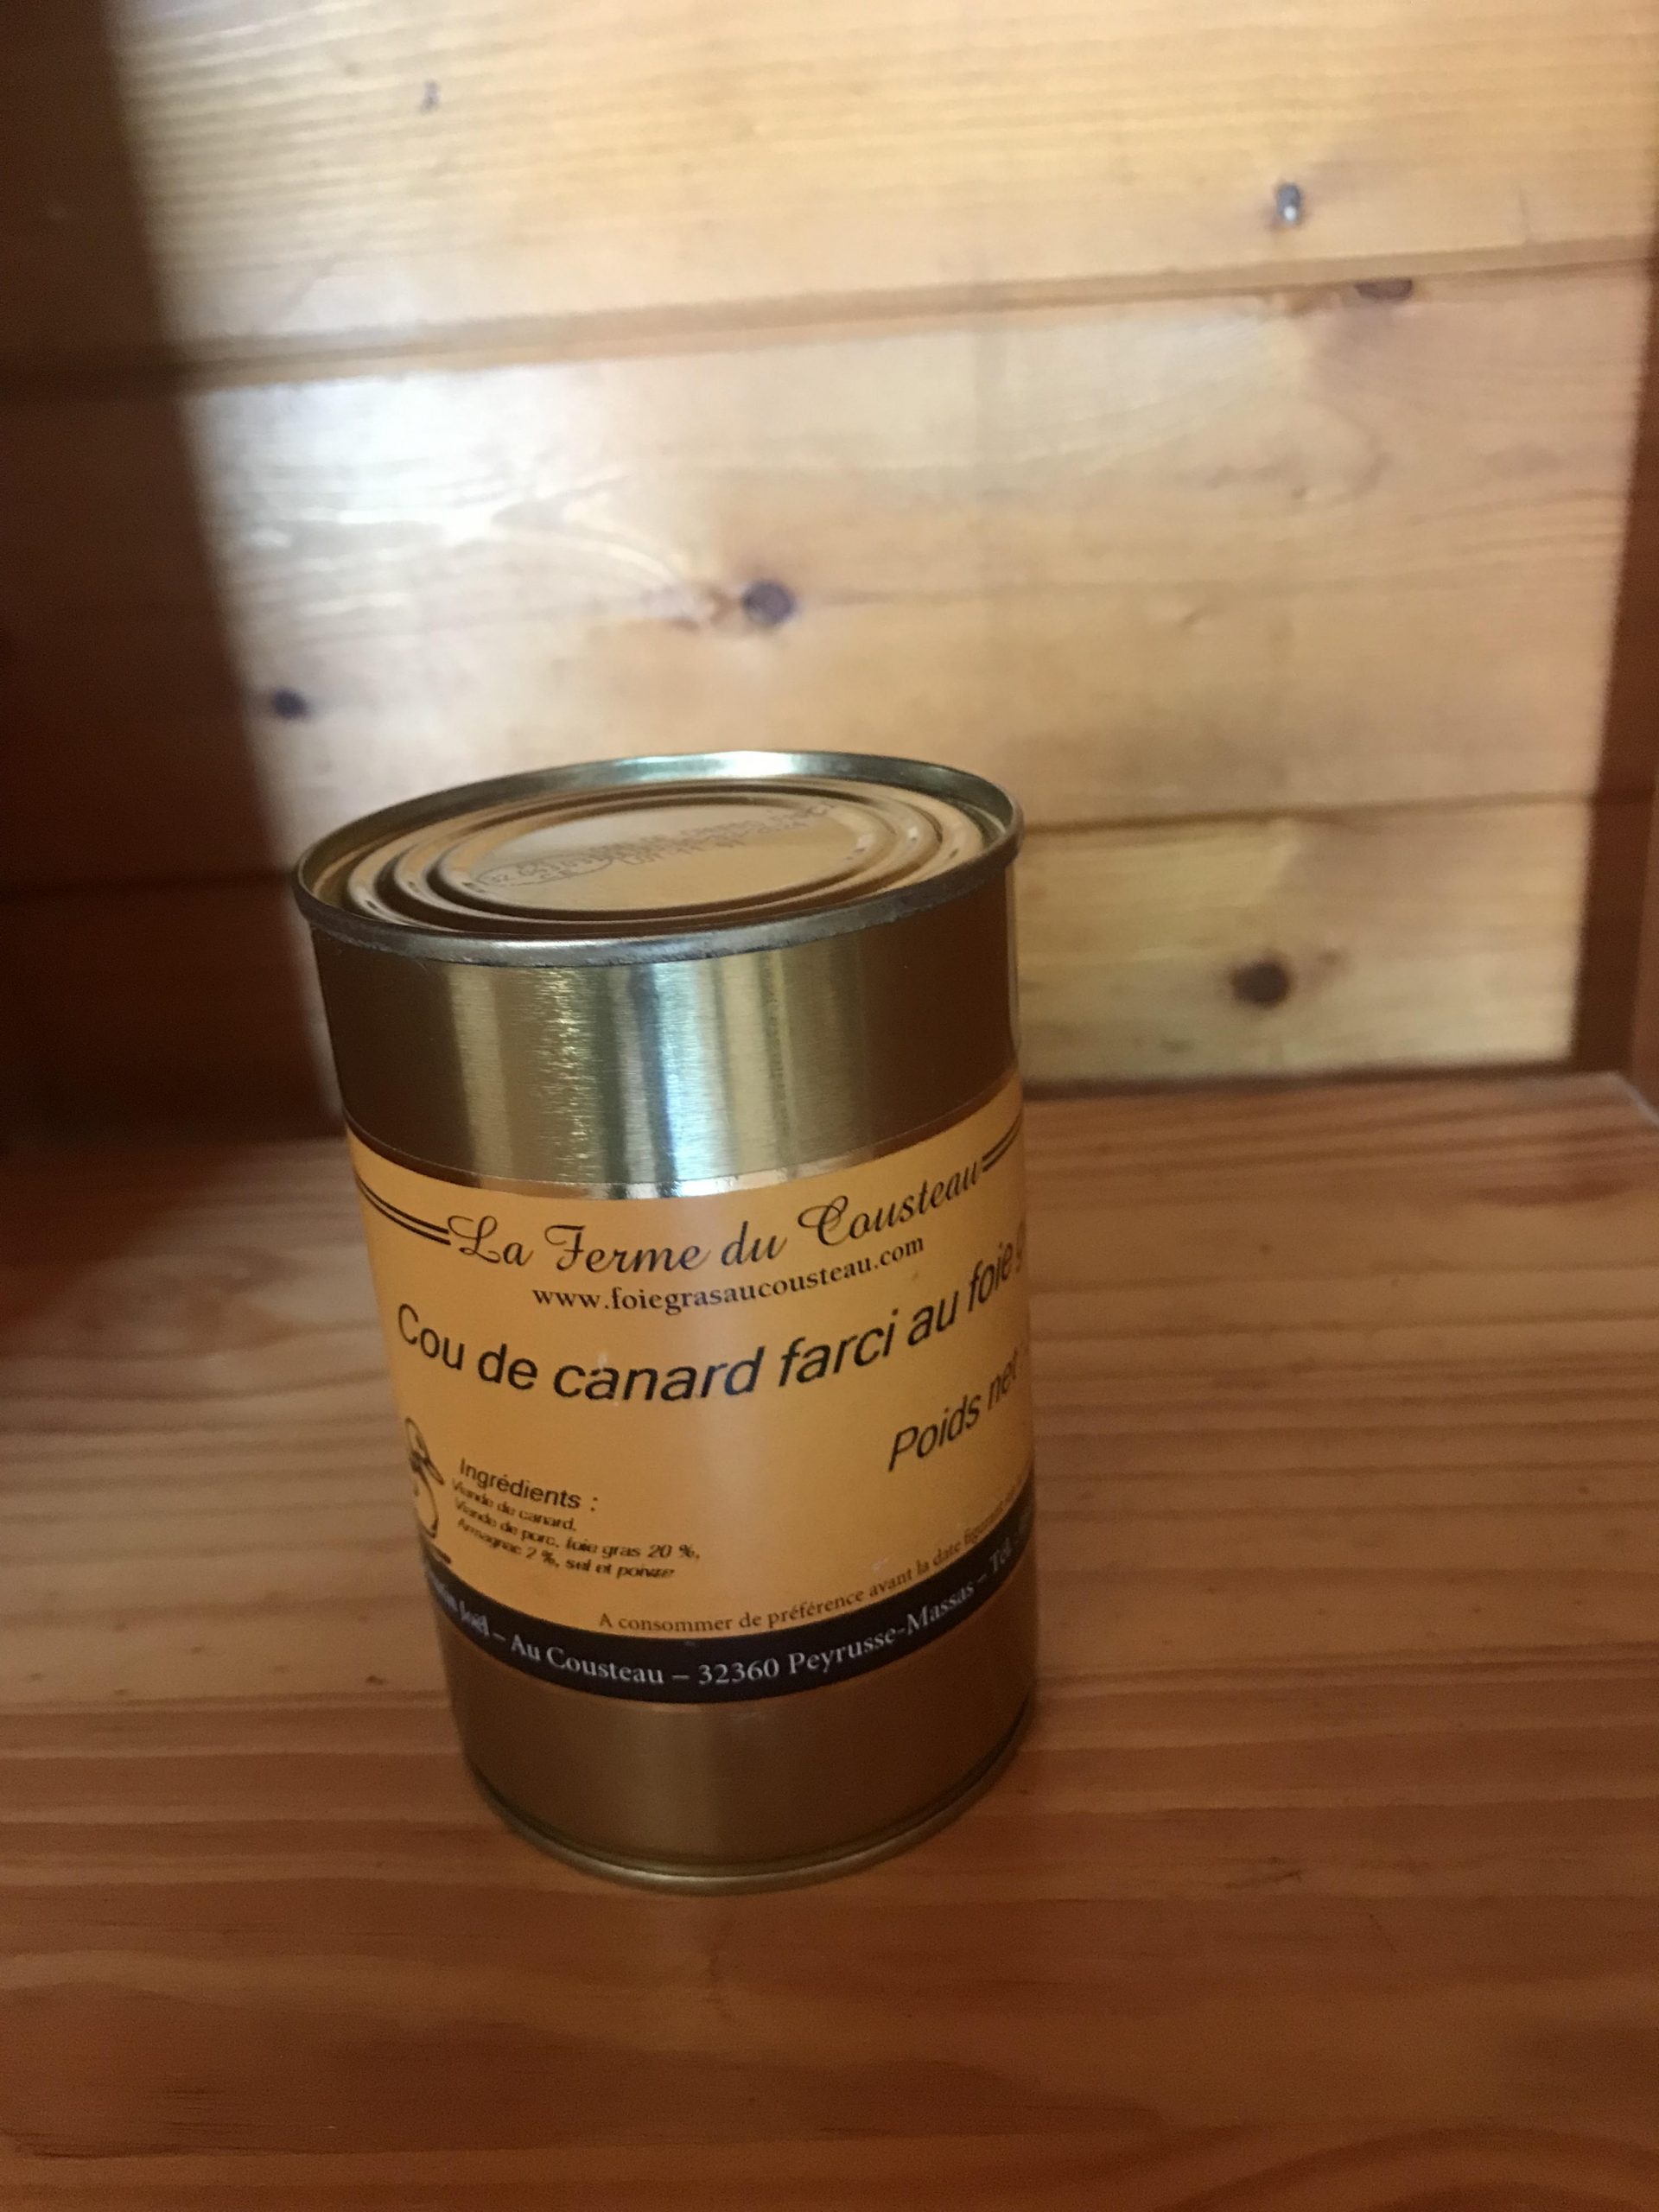 La Ferme du Cousteau
www.foiegrasaucousteau.com
Cou de canard farci au foie
Poids net
Ingrédients :
Viande de canard,
Viande de porc, foie gras 20 %,
Armagnac 2 %, sel et poivre
A consommer de préférence avant la date
Joël – Au Cousteau – 32360 Peyrusse-Massas – Tél.